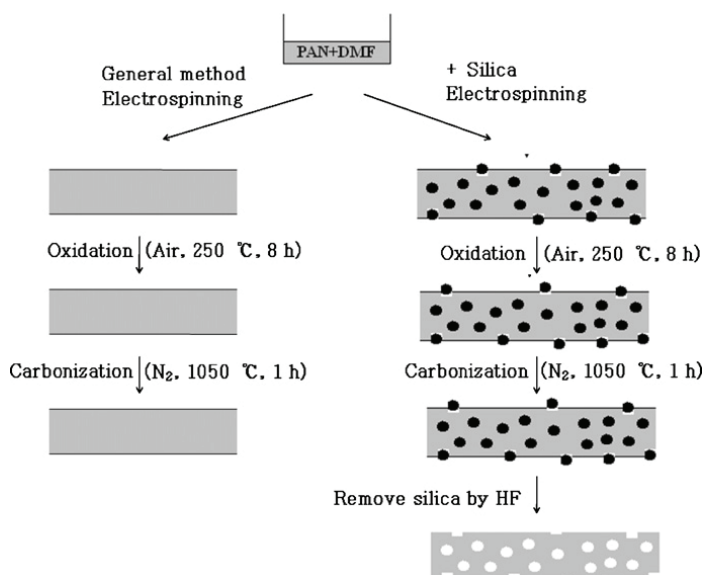 PAN+DMF
General method
Electrospinning
+ Silica
Electrospinning
Oxidation (Air, 250 ℃, 8 h)
Oxidation (Air, 250 ℃, 8 h)
Carbonization (N₂, 1050 ℃, 1 h)
Carbonization (N₂, 1050 ℃, 1 h)
Remove silica by HF